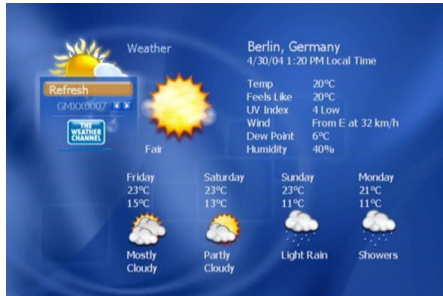 Weather
Berlin, Germany
4/30/04 1:20 PM Local Time
Refresh
GMXX0007
THE
WEATHER
CHANNEL
Fair
Temp 20°C
Feels Like 20°C
UV Index 4 Low
Wind From E at 32 km/h
Dew Point 6°C
Humidity 40%
Friday Saturday Sunday Monday
23°C 23°C 23°C 21°C
15°C 13°C 11°C 11°C
Mostly Partly Light Rain Showers
Cloudy Cloudy